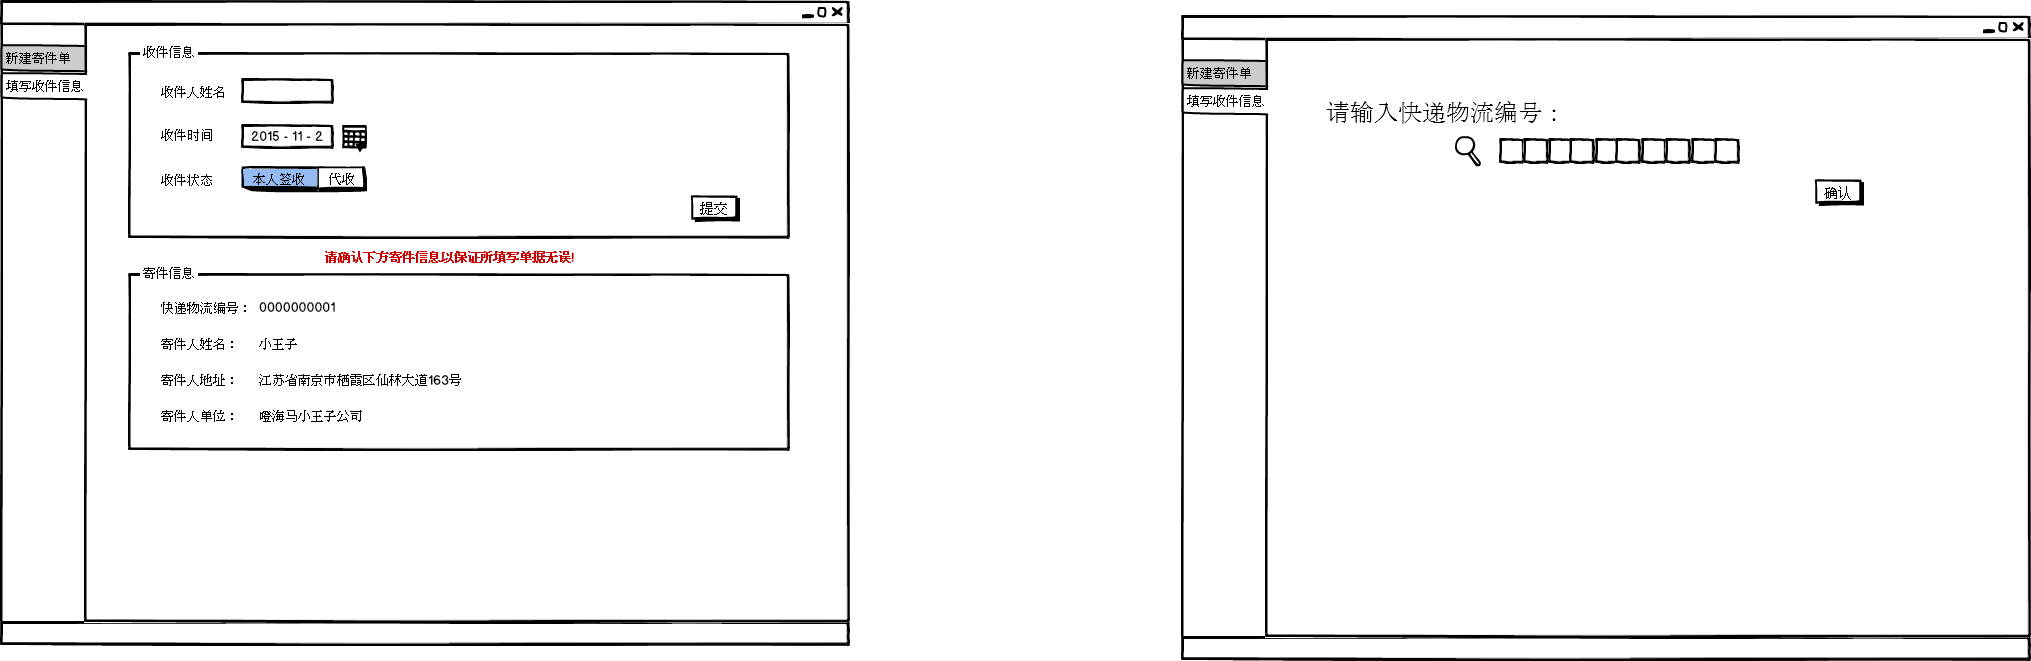 新建寄件单
填写收件信息
收件信息
收件人姓名
收件时间 2015 - 11 - 2
收件状态 本人签收 代收
提交
请确认下方寄件信息以保证所填写单据无误!
寄件信息
快递物流编号： 0000000001
寄件人姓名： 小王子
寄件人地址： 江苏省南京市栖霞区仙林大道163号
寄件人单位： 噔海马小王子公司
新建寄件单
填写收件信息
请输入快递物流编号：
确认